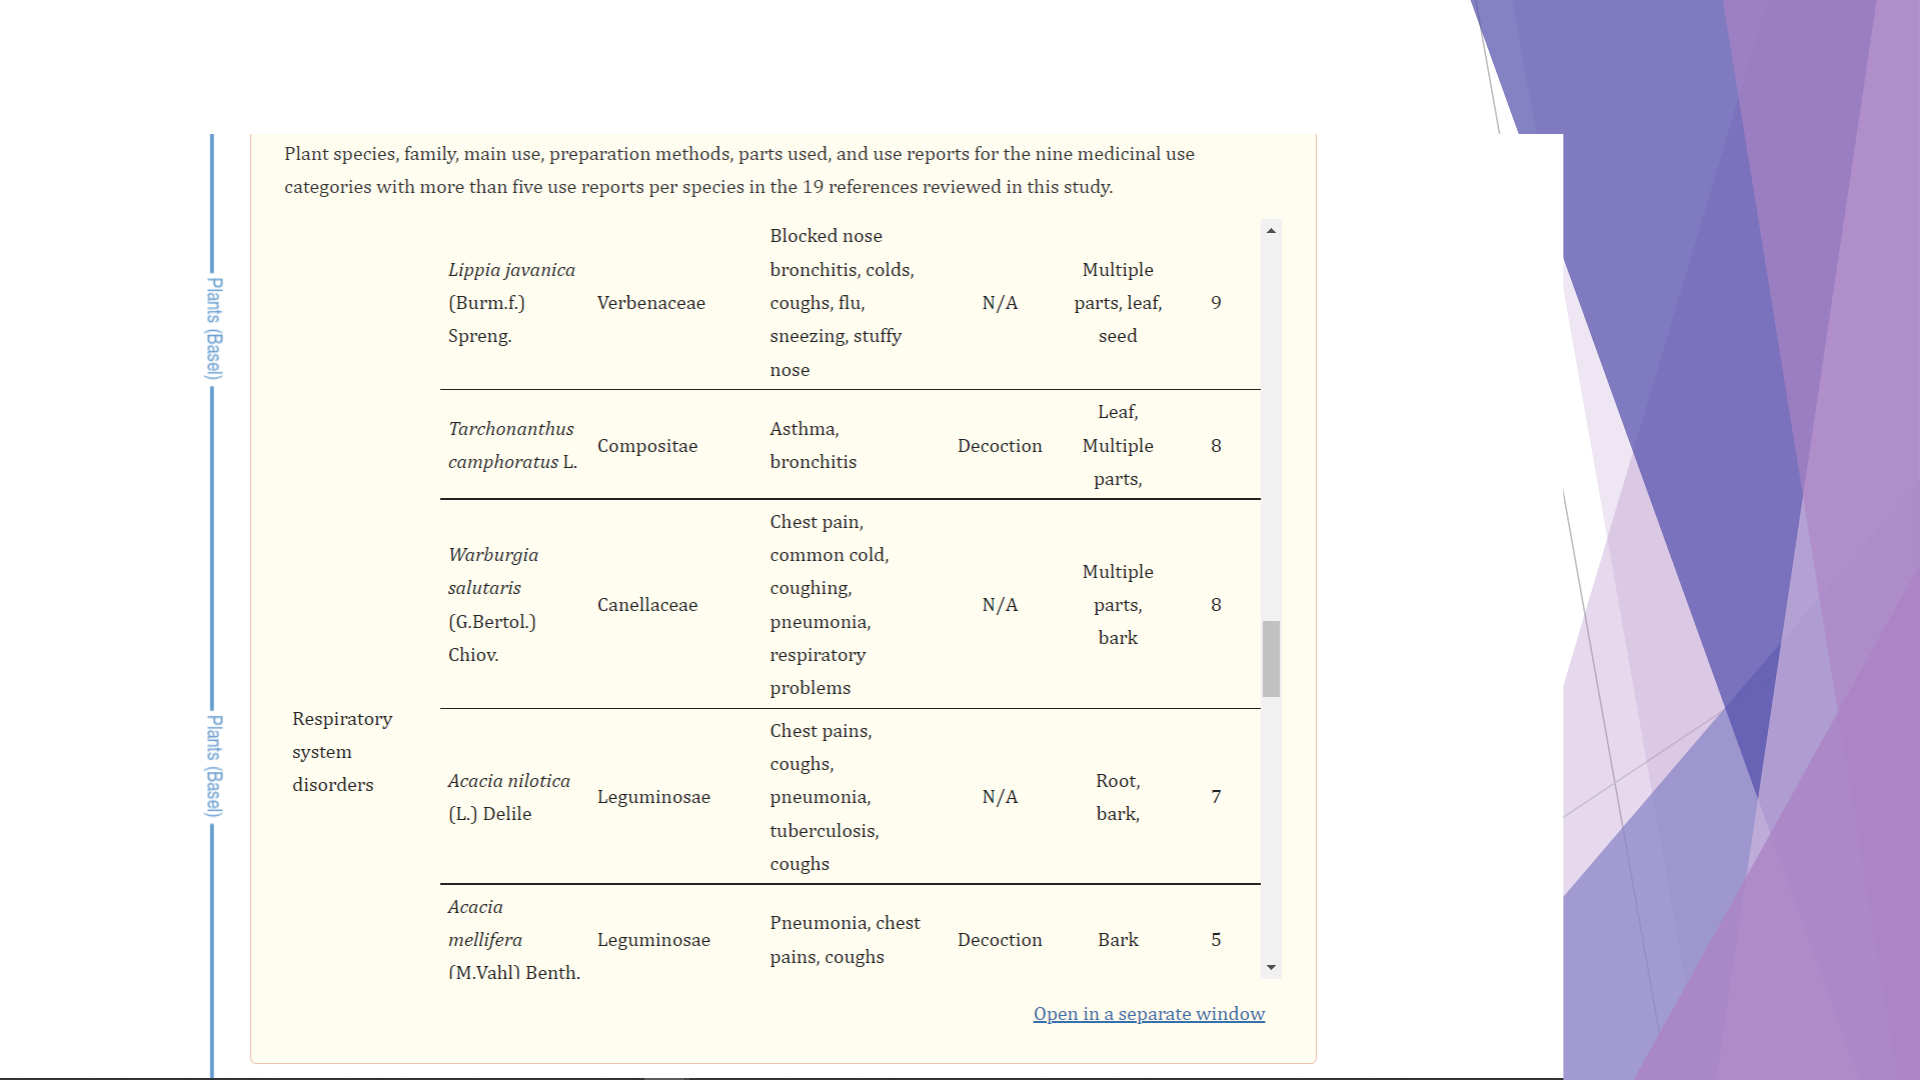 Plants (Basel)
Plants (Basel)
Plant species, family, main use, preparation methods, parts used, and use reports for the nine medicinal use
categories with more than five use reports per species in the 19 references reviewed in this study.
Respiratory
system
disorders
Lippia javanica
(Burm.f.)
Spreng.
Verbenaceae
Blocked nose
bronchitis, colds,
coughs, flu,
sneezing, stuffy
nose
N/A
Multiple
parts, leaf,
seed
9
Tarchonanthus
camphoratus L.
Compositae
Asthma,
bronchitis
Decoction
Leaf,
Multiple
parts,
8
Warburgia
salutaris
(G.Bertol.)
Chiov.
Canellaceae
Chest pain,
common cold,
coughing,
pneumonia,
respiratory
problems
N/A
Multiple
parts,
bark
8
Acacia nilotica
(L.) Delile
Leguminosae
Chest pains,
coughs,
pneumonia,
tuberculosis,
coughs
N/A
Root,
bark,
7
Acacia
mellifera
(M.Vahl) Benth.
Leguminosae
Pneumonia, chest
pains, coughs
Decoction
Bark
5
Open in a separate window